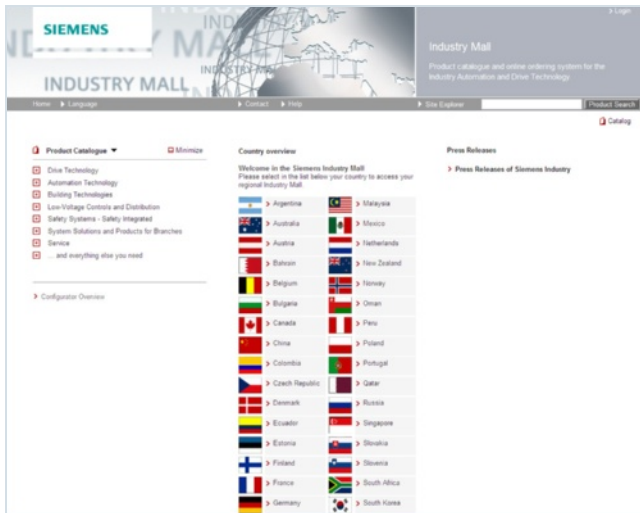 SIEMENS
INDUSTRY MALL
Login
Industry Mall
Product catalogue and online ordering system for the
Industry Automation and Drive Technology
Home Language Contact Help Site Explorer Product Search
Catalog
Product Catalogue Minimize
Drive Technology
Automation Technology
Building Technologies
Low-Voltage Controls and Distribution
Safety Systems - Safety Integrated
System Solutions and Products for Branches
Service
... and everything else you need
Configurator Overview
Country overview
Welcome in the Siemens Industry Mall
Please select in the list below your country to access your
regional Industry Mall.
Argentina Malaysia
Australia Mexico
Austria Netherlands
Bahrain New Zealand
Belgium Norway
Bulgaria Oman
Canada Peru
China Poland
Colombia Portugal
Czech Republic Qatar
Denmark Russia
Ecuador Singapore
Estonia Slovakia
Finland Slovenia
France South Africa
Germany South Korea
Press Releases
Press Releases of Siemens Industry